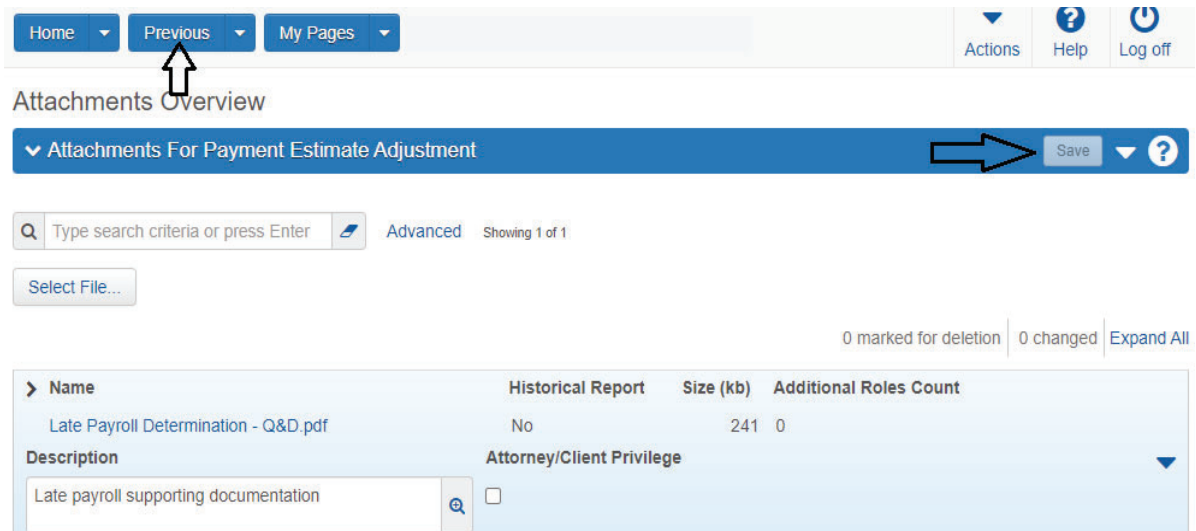 Home Previous My Pages Actions Help Log off
Attachments Overview
Attachments For Payment Estimate Adjustment Save ?
Type search criteria or press Enter Advanced Showing 1 of 1
Select File...
0 marked for deletion 0 changed Expand All
Name Historical Report Size (kb) Additional Roles Count
Late Payroll Determination - Q&D.pdf No 241 0
Description Attorney/Client Privilege
Late payroll supporting documentation